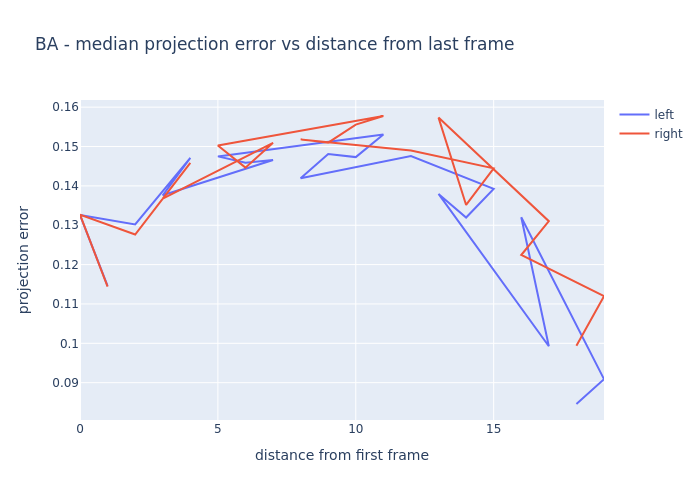 BA - median projection error vs distance from last frame
0.16
0.15
0.14
0.13
0.12
0.11
0.1
0.09
projection error
0
5
10
15
distance from first frame
left
right